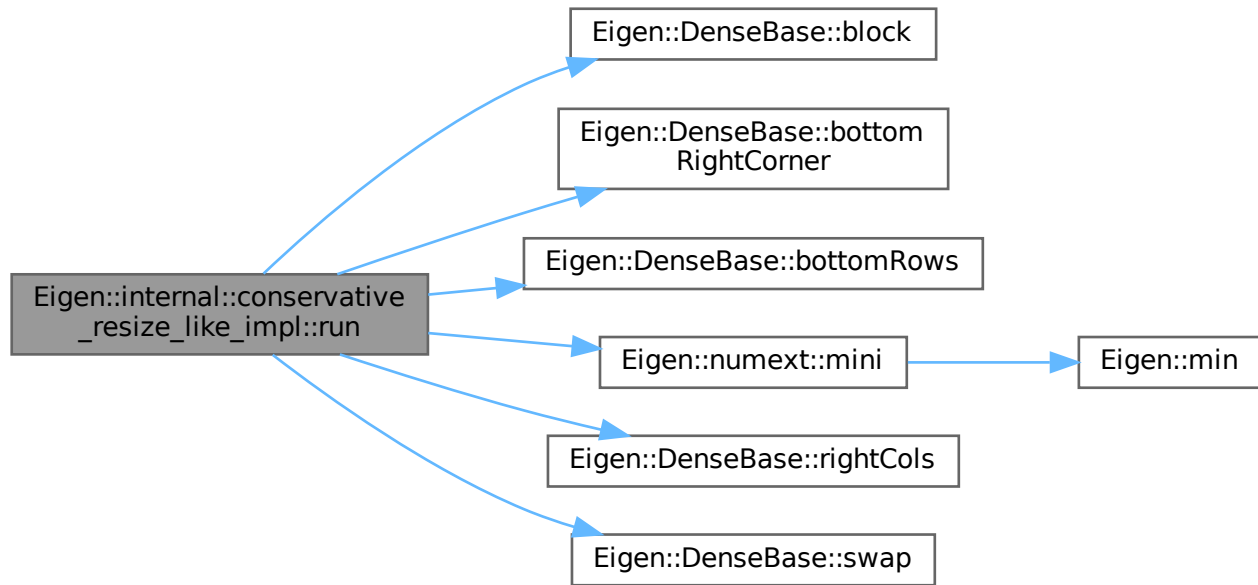 Eigen::DenseBase::block
Eigen::DenseBase::bottom
RightCorner
Eigen::DenseBase::bottomRows
Eigen::internal::conservative
_resize_like_impl::run
Eigen::numext::mini
Eigen::min
Eigen::DenseBase::rightCols
Eigen::DenseBase::swap